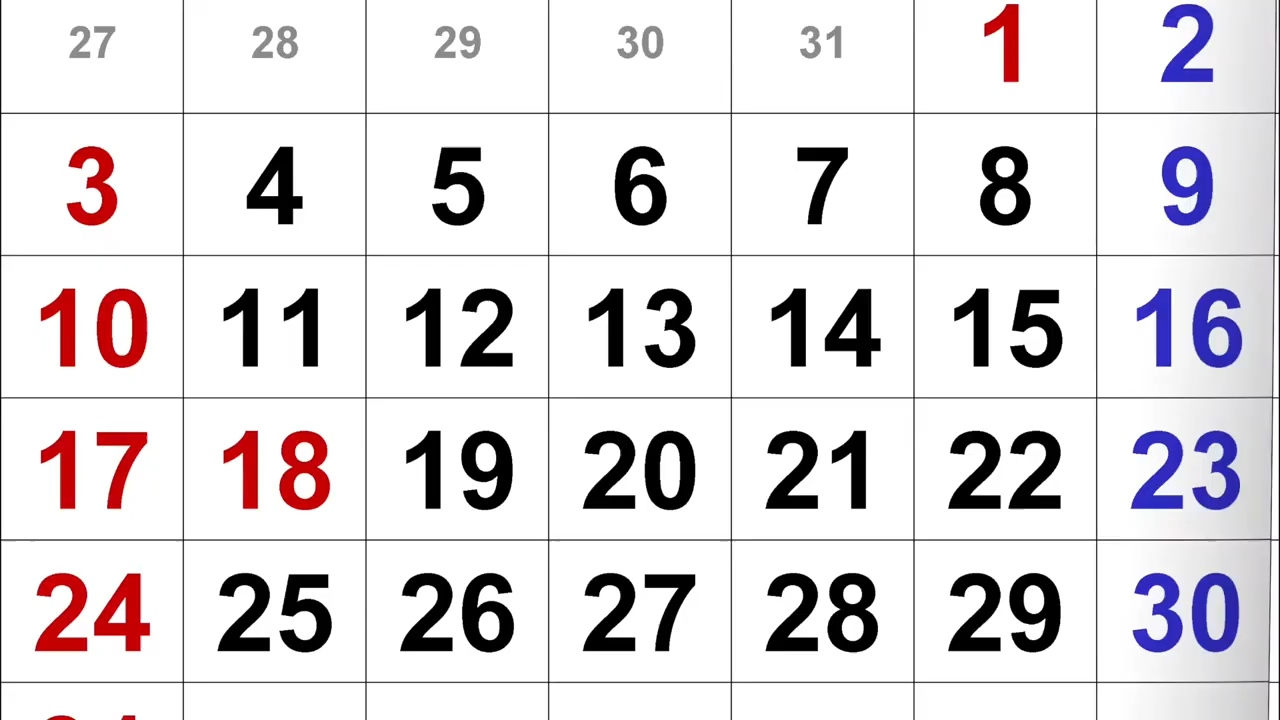 27 28 29 30 31 1 2
3 4 5 6 7 8 9
10 11 12 13 14 15 16
17 18 19 20 21 22 23
24 25 26 27 28 29 30